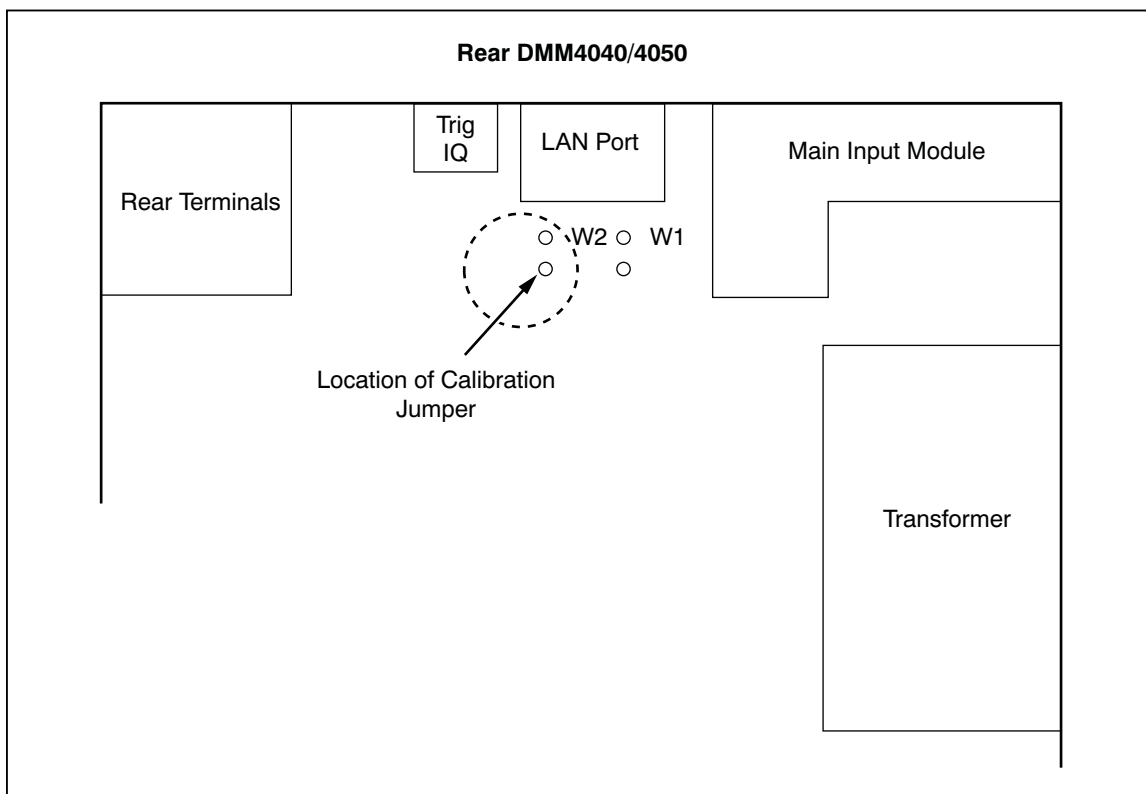 Rear DMM4040/4050
Trig
IQ
LAN Port
Main Input Module
Rear Terminals
W2
W1
Location of Calibration
Jumper
Transformer